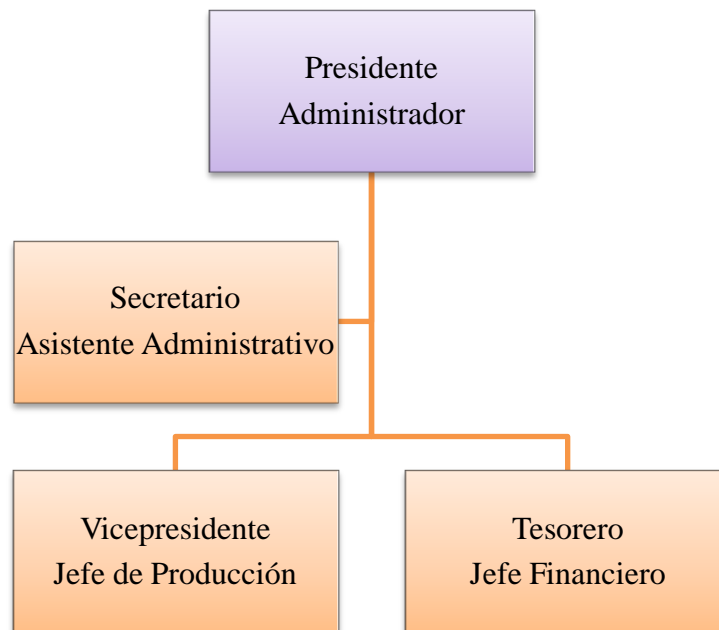 Presidente
Administrador
Secretario
Asistente Administrativo
Vicepresidente
Jefe de Producción
Tesorero
Jefe Financiero